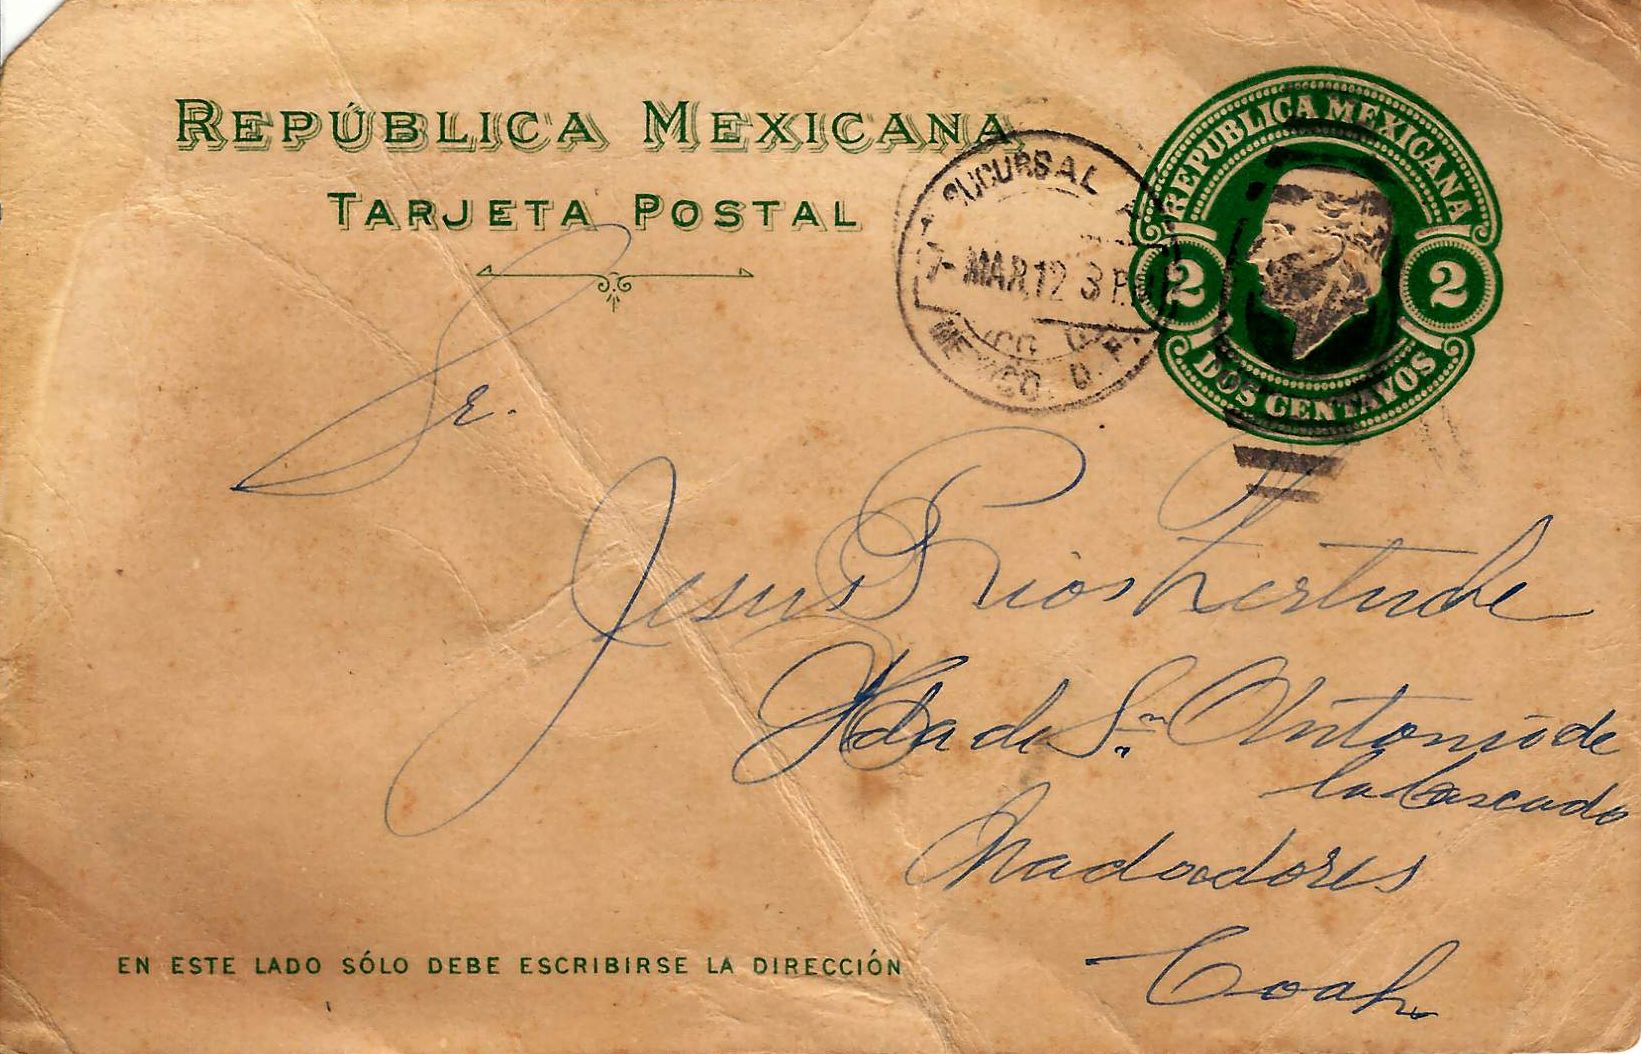 REPÚBLICA MEXICANA
TARJETA POSTAL
SUCURSAL
MAR, 12 3 P.M
MEXICO. D. F.
REPUBLICA MEXICANA
2 2
DOS CENTAVOS
Sr.
Jesus Rios
Hda de Sn Antonio de
la Cascada
Nadadores
Coah
EN ESTE LADO SÓLO DEBE ESCRIBIRSE LA DIRECCIÓN